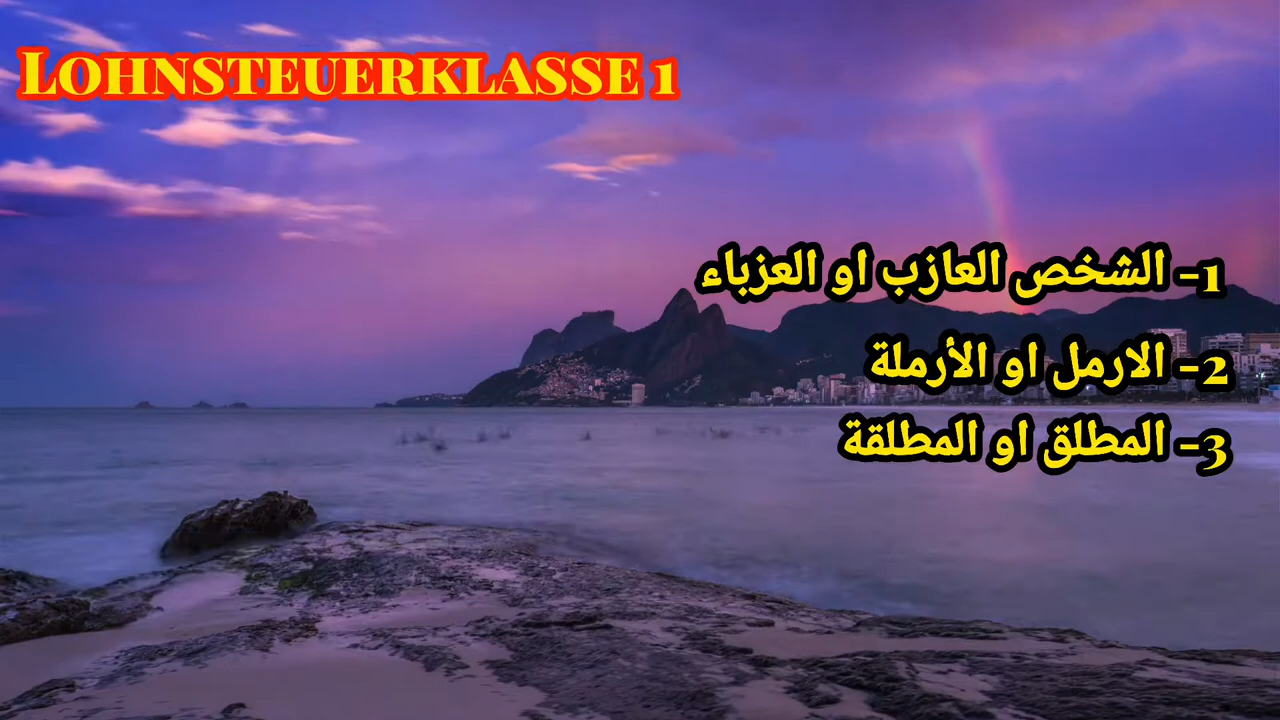 LOHNSTEUERKLASSE 1
1- الشخص العازب او العزباء
2- الارمل او الأرملة
3- المطلق او المطلقة